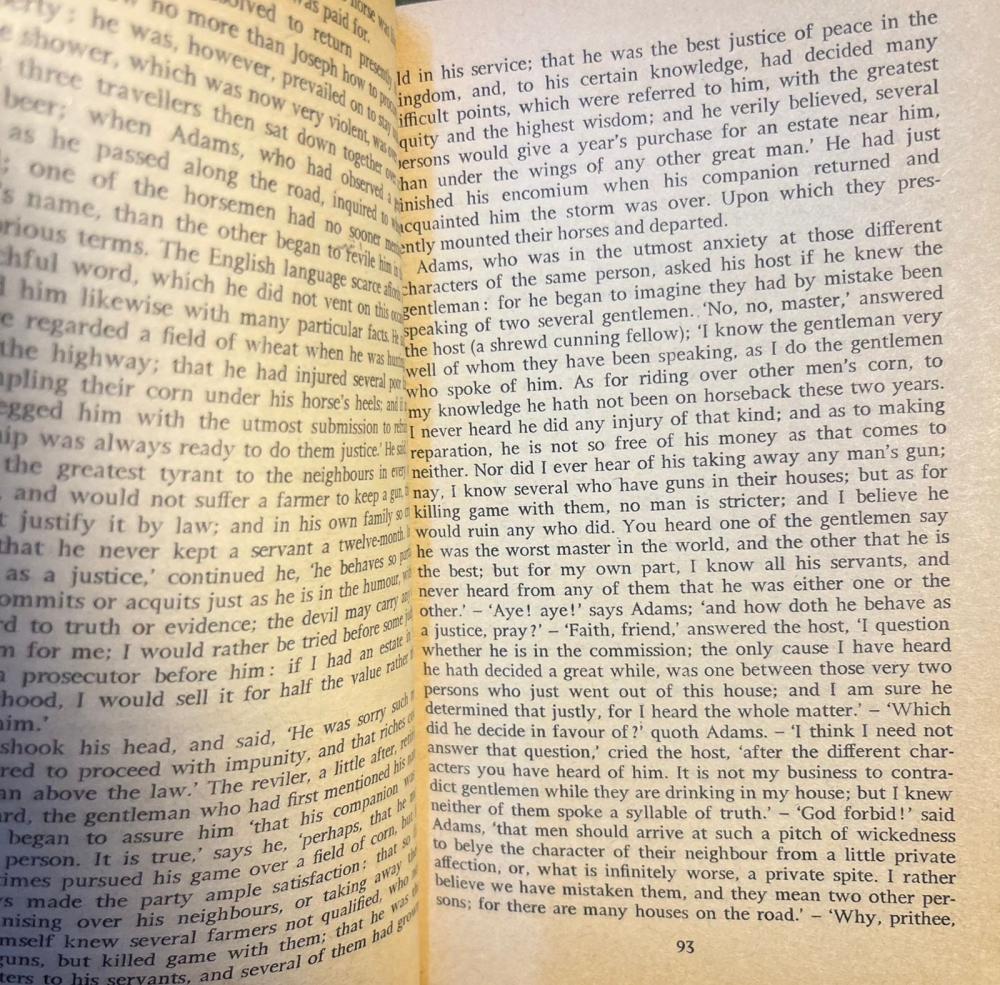 horse was
was paid for.
solved to return presently
no more than Joseph how to
erty: he was, however, prevailed on to stay
e shower, which was now very violent, was
three travellers then sat down together
beer; when Adams, who had observed a
as he passed along the road, inquired to
; one of the horsemen had no sooner
's name, than the other began to revile him in
rious terms. The English language scarce
chful word, which he did not vent on this
d him likewise with many particular facts. He
e regarded a field of wheat when he was
the highway; that he had injured several poor
mpling their corn under his horse's heels; and if
egged him with the utmost submission to
ip was always ready to do them justice.' He said
the greatest tyrant to the neighbours in every
, and would not suffer a farmer to keep a gun,
t justify it by law; and in his own family so
that he never kept a servant a twelve-month.
as a justice,' continued he, 'he behaves so
ommits or acquits just as he is in the humour,
rd to truth or evidence; the devil may carry
m for me; I would rather be tried before some
a prosecutor before him: if I had an estate in
hood, I would sell it for half the value rather
im.'
shook his head, and said, 'He was sorry such
red to proceed with impunity, and that riches
an above the law.' The reviler, a little after,
ard, the gentleman who had first mentioned his
began to assure him 'that his companion
person. It is true,' says he, 'perhaps, that he
imes pursued his game over a field of corn, but
s made the party ample satisfaction: that so
nising over his neighbours, or taking away
mself knew several farmers not qualified, who
guns, but killed game with them; that he was
ters to his servants, and several of them had
ld in his service; that he was the best justice of peace in the
ingdom, and, to his certain knowledge, had decided many
ifficult points, which were referred to him, with the greatest
quity and the highest wisdom; and he verily believed, several
ersons would give a year's purchase for an estate near him,
han under the wings of any other great man.' He had just
inished his encomium when his companion returned and
acquainted him the storm was over. Upon which they pres-
ently mounted their horses and departed.
Adams, who was in the utmost anxiety at those different
characters of the same person, asked his host if he knew the
gentleman: for he began to imagine they had by mistake been
speaking of two several gentlemen. 'No, no, master,' answered
the host (a shrewd cunning fellow); 'I know the gentleman very
well of whom they have been speaking, as I do the gentlemen
who spoke of him. As for riding over other men's corn, to
my knowledge he hath not been on horseback these two years.
I never heard he did any injury of that kind; and as to making
reparation, he is not so free of his money as that comes to
neither. Nor did I ever hear of his taking away any man's gun;
nay, I know several who have guns in their houses; but as for
killing game with them, no man is stricter; and I believe he
would ruin any who did. You heard one of the gentlemen say
he was the worst master in the world, and the other that he is
the best; but for my own part, I know all his servants, and
never heard from any of them that he was either one or the
other.' – 'Aye! aye!' says Adams; 'and how doth he behave as
a justice, pray?' – 'Faith, friend,' answered the host, 'I question
whether he is in the commission; the only cause I have heard
he hath decided a great while, was one between those very two
persons who just went out of this house; and I am sure he
determined that justly, for I heard the whole matter.' – 'Which
did he decide in favour of?' quoth Adams. – 'I think I need not
answer that question,' cried the host, 'after the different char-
acters you have heard of him. It is not my business to contra-
dict gentlemen while they are drinking in my house; but I knew
neither of them spoke a syllable of truth.' – 'God forbid!' said
Adams, 'that men should arrive at such a pitch of wickedness
to belye the character of their neighbour from a little private
affection, or, what is infinitely worse, a private spite. I rather
believe we have mistaken them, and they mean two other per-
sons; for there are many houses on the road.' – 'Why, prithee,
93